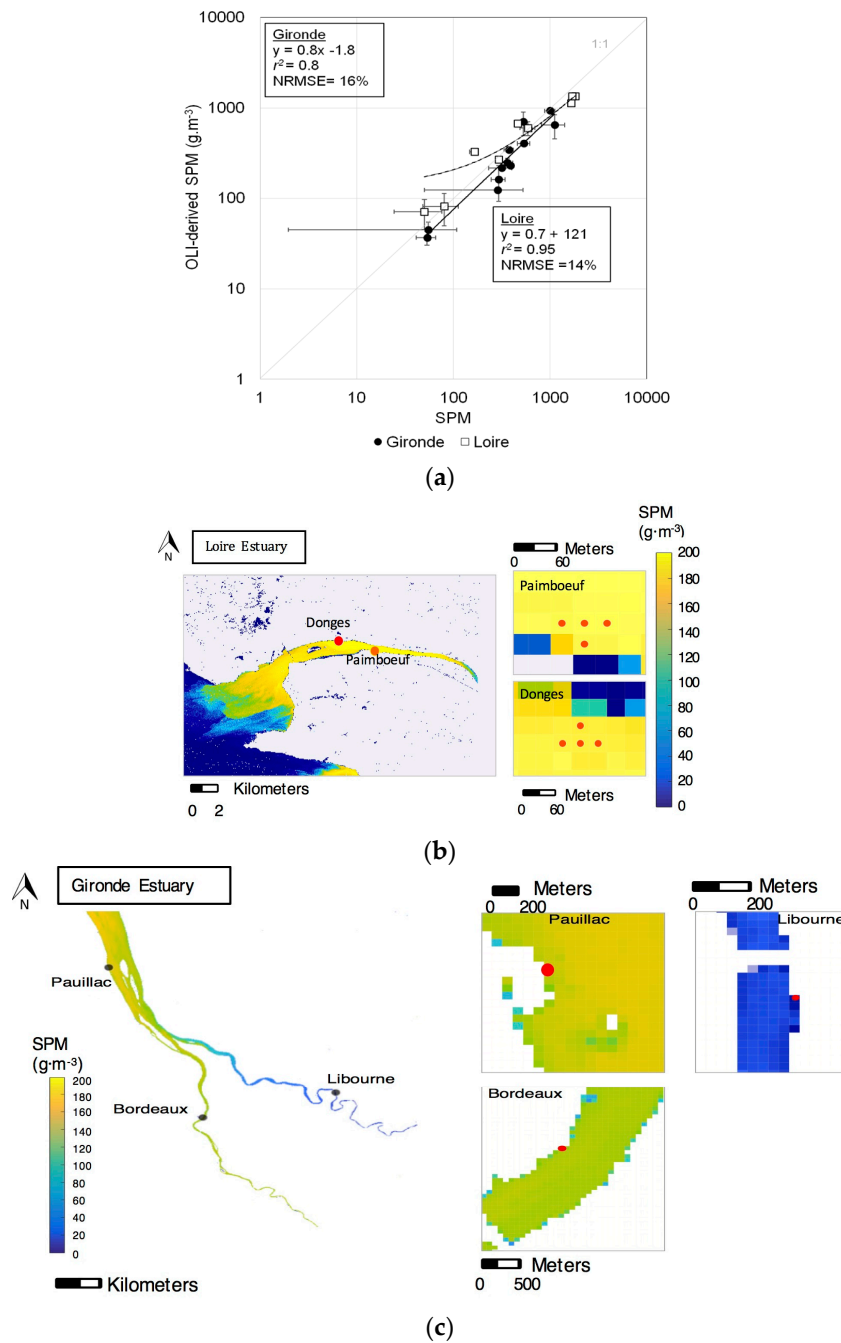 10000
1000
100
10
1
OLI-derived SPM (g.m-3)
Gironde
y = 0.8x -1.8
r² = 0.8
NRMSE= 16%
1:1
Loire
y = 0.7 + 121
r² = 0.95
NRMSE =14%
1 10 100 1000 10000
SPM
Gironde Loire
(a)
N
Loire Estuary
Donges
Paimboeuf
Kilometers
0 2
Meters
0 60
Paimboeuf
Donges
Meters
0 60
SPM
(g·m-3)
200
180
160
140
120
100
80
60
40
20
0
(b)
N
Gironde Estuary
Pauillac
Libourne
Bordeaux
SPM
(g·m-3)
200
180
160
140
120
100
80
60
40
20
0
Kilometers
Meters
0 200
Pauillac
Meters
0 200
Libourne
Bordeaux
Meters
0 500
(c)